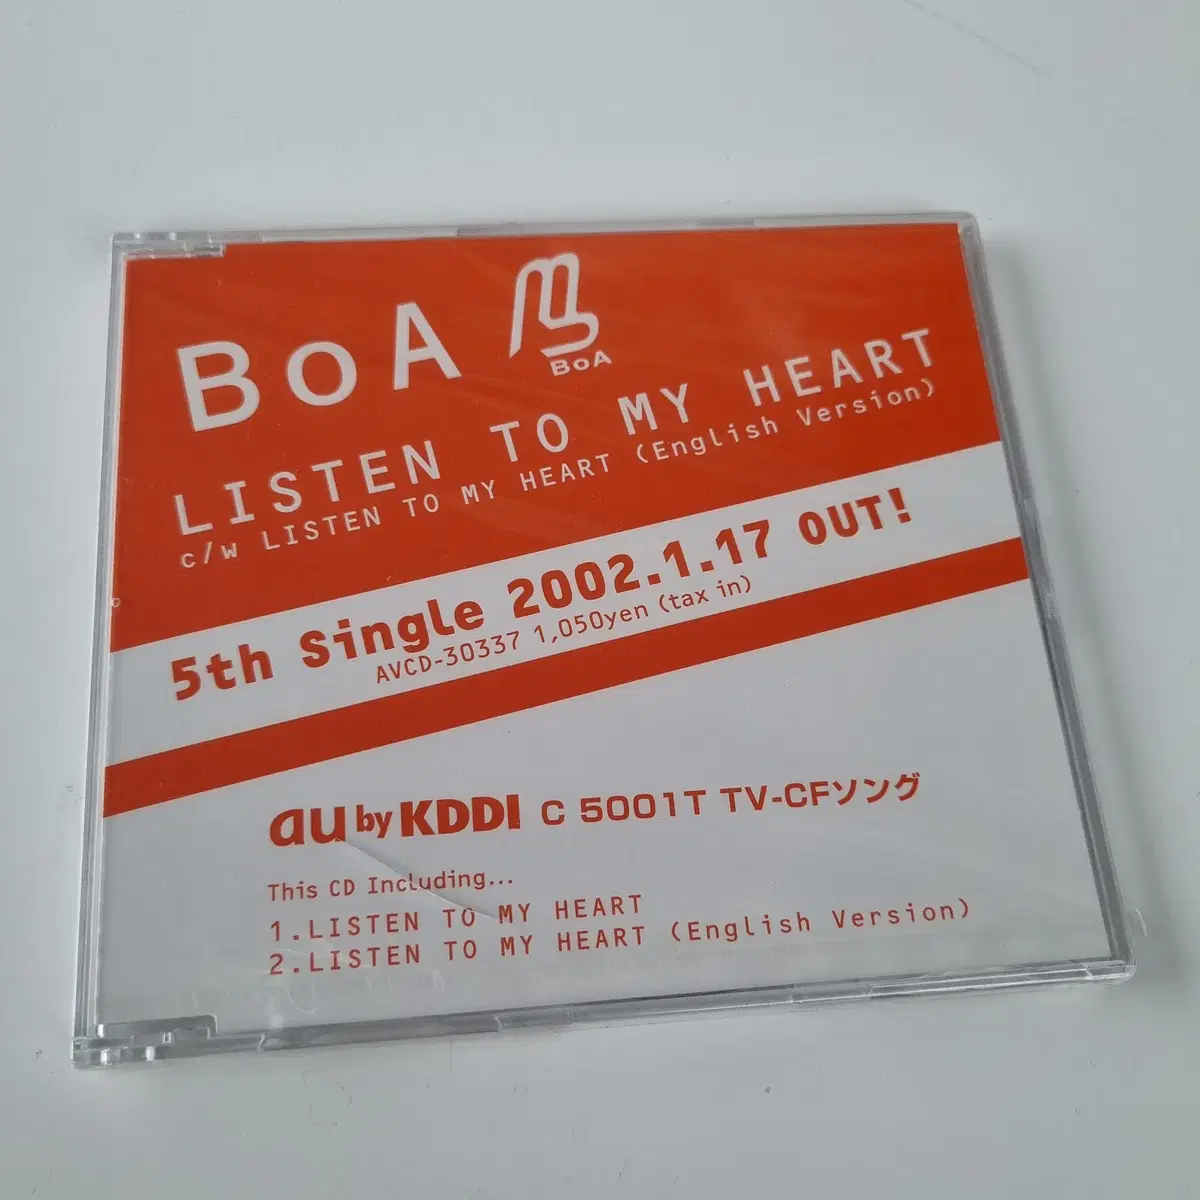 BoA
BoA
LISTEN TO MY HEART
c/w LISTEN TO MY HEART (English Version)
5th Single 2002.1.17 OUT!
AVCD-30337 1,050yen (tax in)
au by KDDI C 5001T TV-CFソング
This CD Including...
1.LISTEN TO MY HEART
2.LISTEN TO MY HEART (English Version)